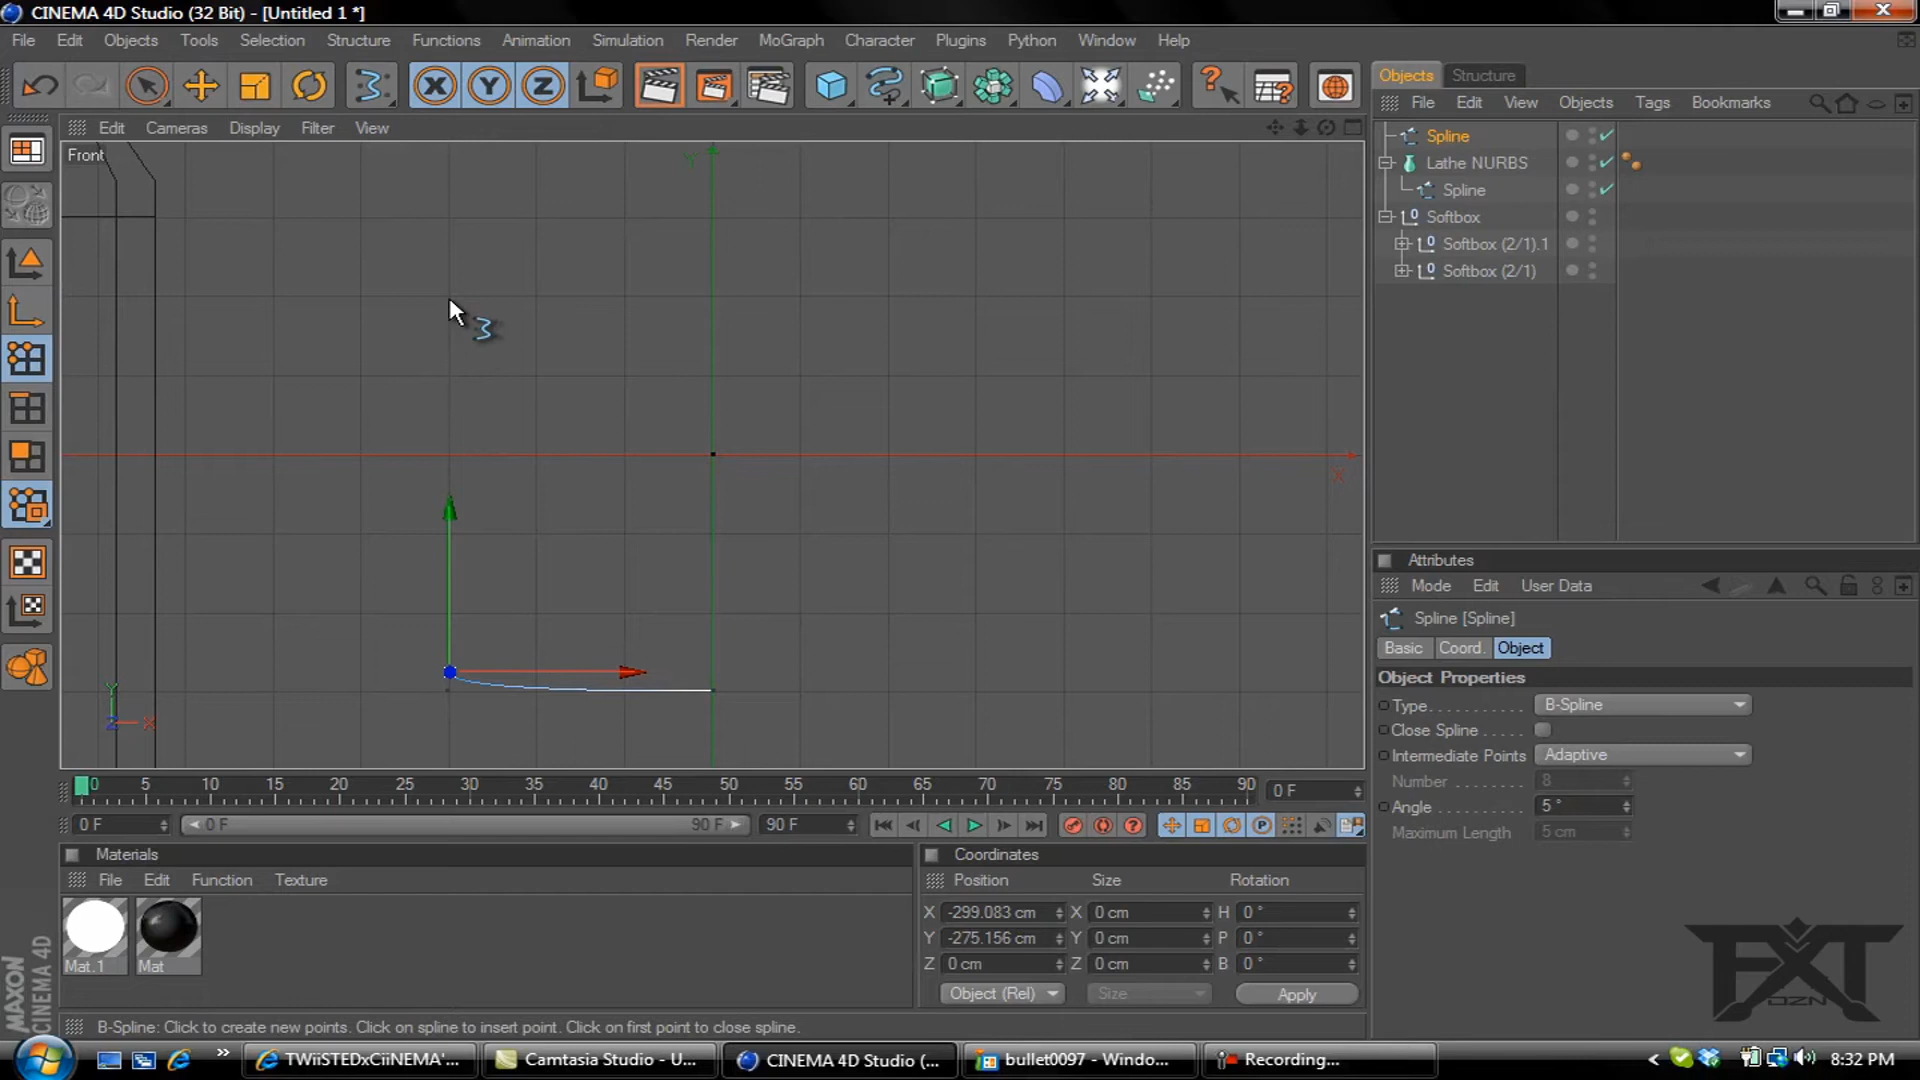 CINEMA 4D Studio (32 Bit) - [Untitled 1 *]
File Edit Objects Tools Selection Structure Functions Animation Simulation Render MoGraph Character Plugins Python Window Help
Objects Structure
File Edit View Objects Tags Bookmarks
Edit Cameras Display Filter View
Front
Y
X
Y
Z X
Spline
Lathe NURBS
Spline
Softbox
Softbox (2/1).1
Softbox (2/1)
Attributes
Mode Edit User Data
Spline [Spline]
Basic Coord. Object
Object Properties
Type B-Spline
Close Spline
Intermediate Points Adaptive
Number 8
Angle 5 °
Maximum Length 5 cm
0 5 10 15 20 25 30 35 40 45 50 55 60 65 70 75 80 85 90 0 F
0 F 0 F 90 F 90 F
Materials
File Edit Function Texture
Mat.1 Mat
Coordinates
Position Size Rotation
X -299.083 cm X 0 cm H 0 °
Y -275.156 cm Y 0 cm P 0 °
Z 0 cm Z 0 cm B 0 °
Object (Rel) Size Apply
MAXON
CINEMA 4D
FXT
DZN
B-Spline: Click to create new points. Click on spline to insert point. Click on first point to close spline.
TWiiSTEDxCiiNEMA'... Camtasia Studio - U... CINEMA 4D Studio (... bullet0097 - Windo... Recording... 8:32 PM